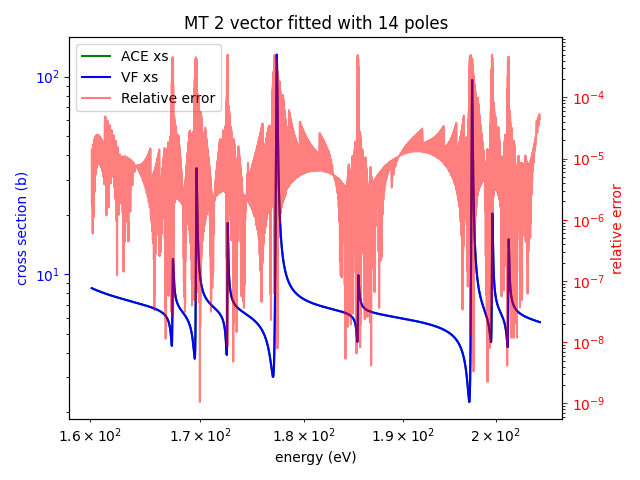 MT 2 vector fitted with 14 poles
ACE xs
VF xs
Relative error
cross section (b)
10²
10¹
relative error
10⁻⁴
10⁻⁵
10⁻⁶
10⁻⁷
10⁻⁸
10⁻⁹
1.6 × 10² 1.7 × 10² 1.8 × 10² 1.9 × 10² 2 × 10²
energy (eV)